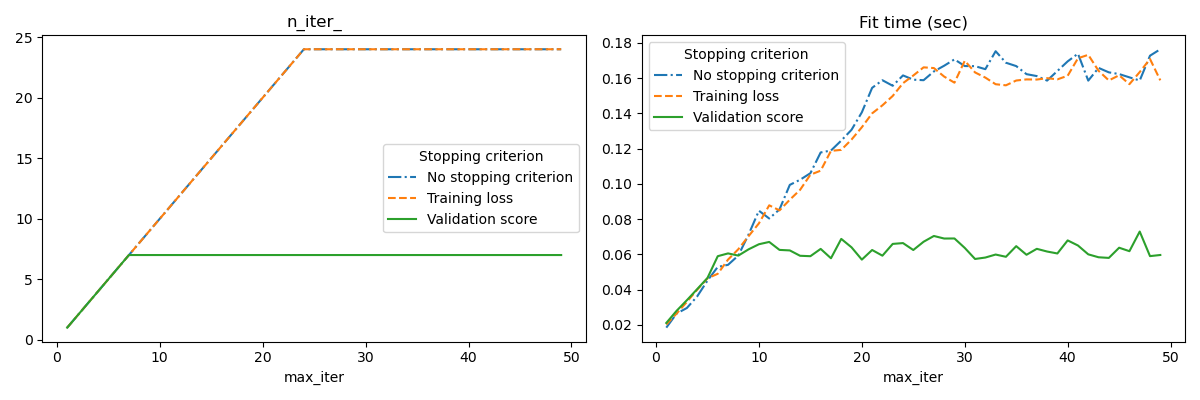 n_iter_
25
20
15
10
5
0
Stopping criterion
No stopping criterion
Training loss
Validation score
0 10 20 30 40 50
max_iter
Fit time (sec)
0.18
0.16
0.14
0.12
0.10
0.08
0.06
0.04
0.02
Stopping criterion
No stopping criterion
Training loss
Validation score
0 10 20 30 40 50
max_iter